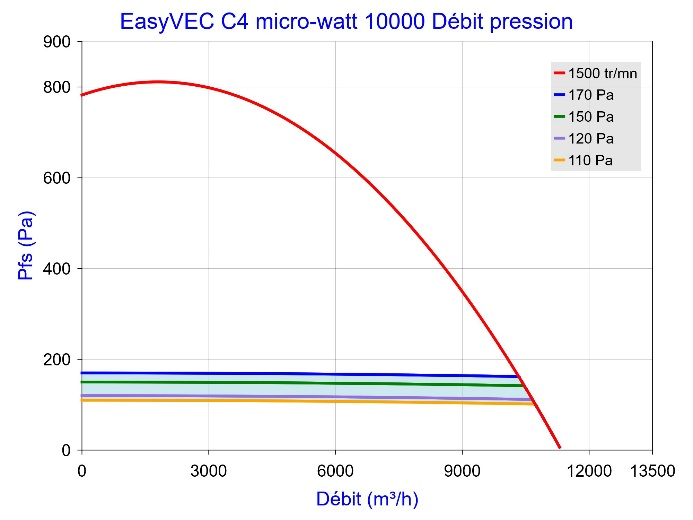 EasyVEC C4 micro-watt 10000 Débit pression
900
800
600
400
200
0
Pfs (Pa)
1500 tr/mn
170 Pa
150 Pa
120 Pa
110 Pa
0 3000 6000 9000 12000 13500
Débit (m³/h)